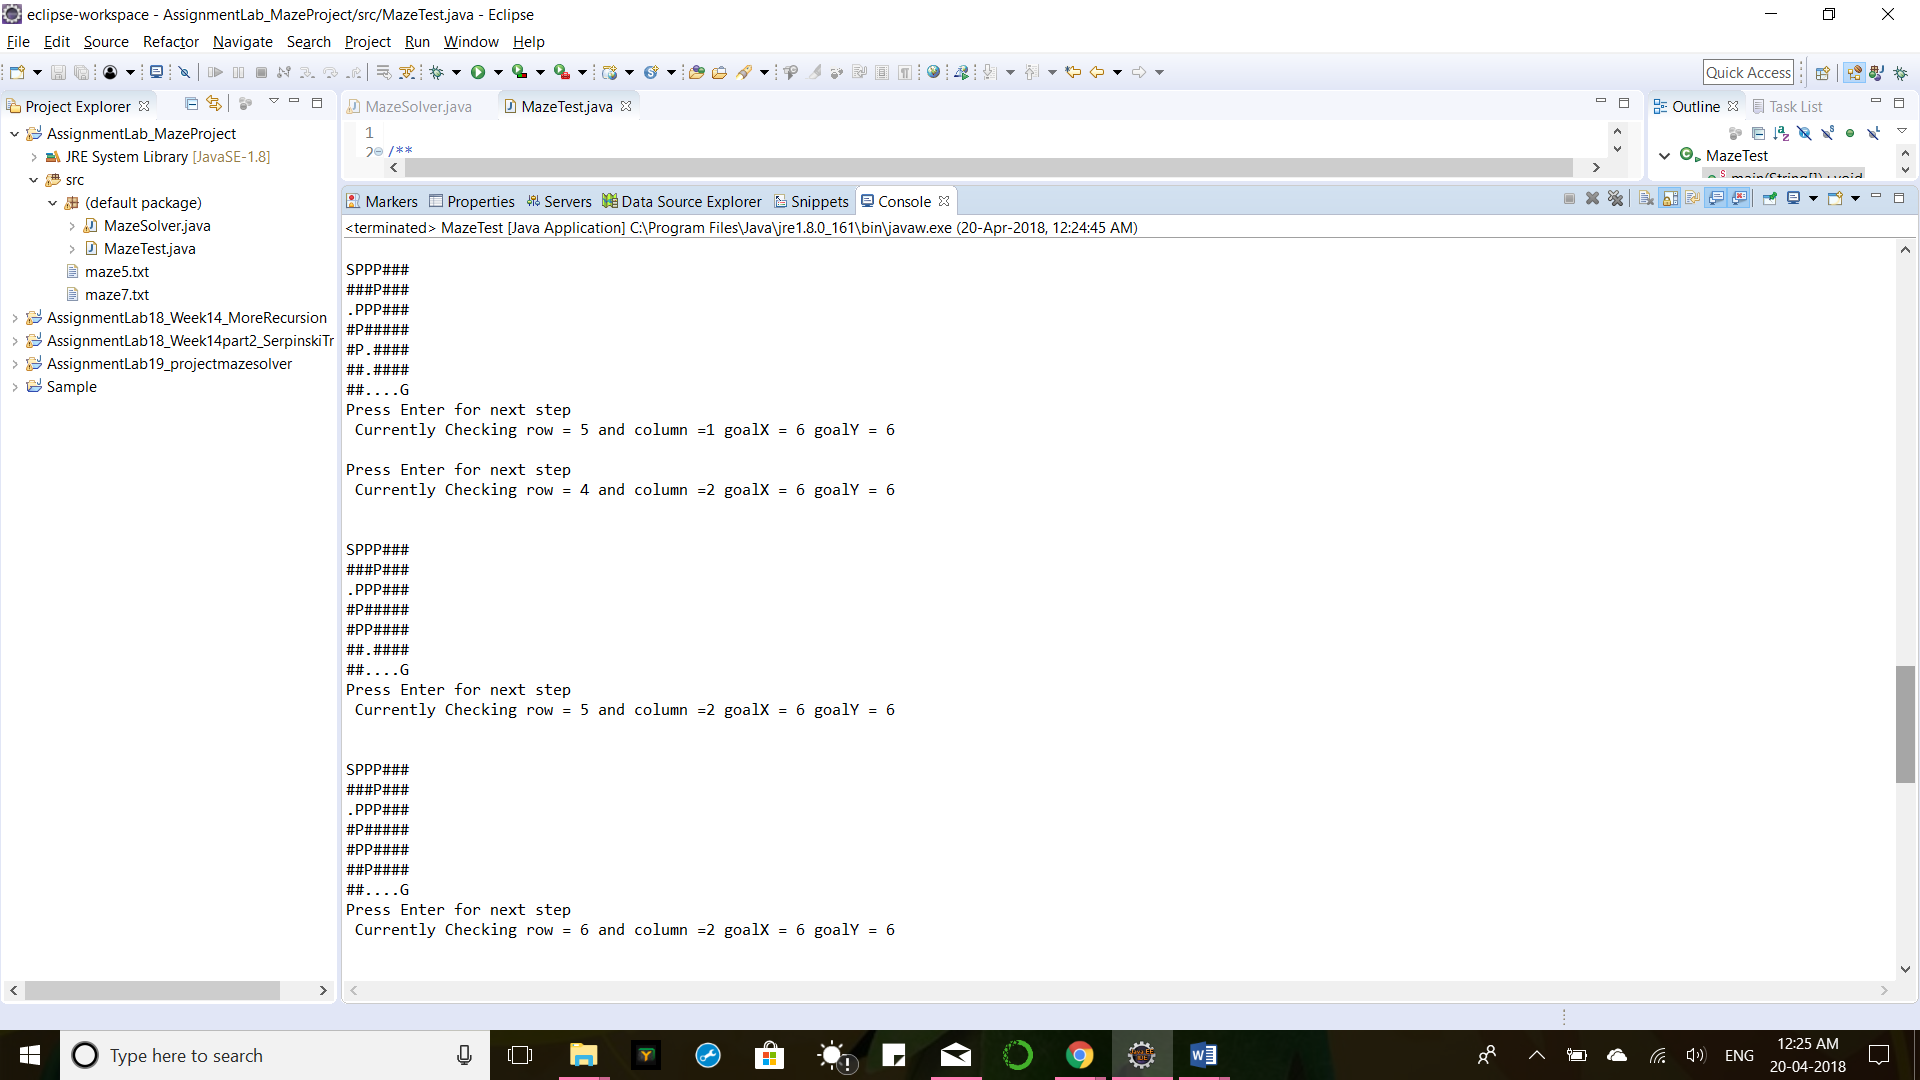 eclipse-workspace - AssignmentLab_MazeProject/src/MazeTest.java - Eclipse
File Edit Source Refactor Navigate Search Project Run Window Help
Quick Access
Project Explorer
MazeSolver.java MazeTest.java
Outline Task List
AssignmentLab_MazeProject
JRE System Library [JavaSE-1.8]
src
(default package)
MazeSolver.java
MazeTest.java
maze5.txt
maze7.txt
AssignmentLab18_Week14_MoreRecursion
AssignmentLab18_Week14part2_SerpinskiTr
AssignmentLab19_projectmazesolver
Sample
1
2 /**
MazeTest
main(String[]) : void
Markers Properties Servers Data Source Explorer Snippets Console
<terminated> MazeTest [Java Application] C:\Program Files\Java\jre1.8.0_161\bin\javaw.exe (20-Apr-2018, 12:24:45 AM)
SPPP###
###P###
.PPP###
#P#####
#P.####
##.####
##....G
Press Enter for next step
Currently Checking row = 5 and column =1 goalX = 6 goalY = 6
Press Enter for next step
Currently Checking row = 4 and column =2 goalX = 6 goalY = 6
SPPP###
###P###
.PPP###
#P#####
#PP####
##.####
##....G
Press Enter for next step
Currently Checking row = 5 and column =2 goalX = 6 goalY = 6
SPPP###
###P###
.PPP###
#P#####
#PP####
##P####
##....G
Press Enter for next step
Currently Checking row = 6 and column =2 goalX = 6 goalY = 6
Type here to search
ENG
12:25 AM
20-04-2018